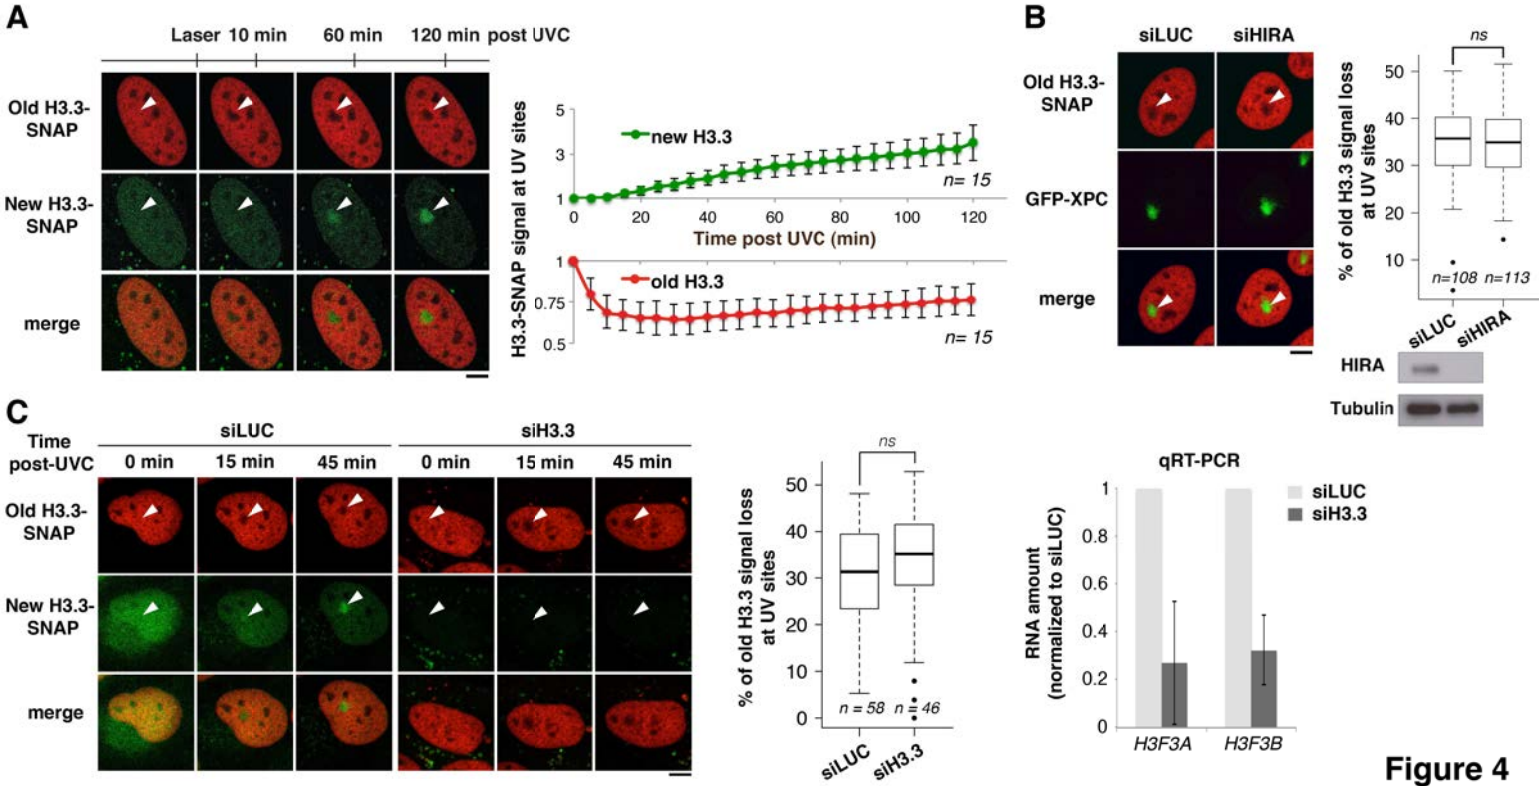 A
Laser 10 min 60 min 120 min post UVC
Old H3.3-
SNAP
New H3.3-
SNAP
merge
H3.3-SNAP signal at UV sites
5
3
1
new H3.3
n= 15
0 20 40 60 80 100 120
Time post UVC (min)
1
0.75
0.5
old H3.3
n= 15
B
siLUC siHIRA
Old H3.3-
SNAP
GFP-XPC
merge
% of old H3.3 signal loss
at UV sites
ns
50
40
30
20
10
n=108 n=113
siLUC siHIRA
HIRA
Tubulin
C
siLUC siH3.3
Time
post-UVC
0 min 15 min 45 min 0 min 15 min 45 min
Old H3.3-
SNAP
New H3.3-
SNAP
merge
% of old H3.3 signal loss
at UV sites
ns
50
40
30
20
10
0
n = 58 n = 46
siLUC siH3.3
qRT-PCR
siLUC
siH3.3
RNA amount
(normalized to siLUC)
1
0.8
0.6
0.4
0.2
0
H3F3A H3F3B
Figure 4